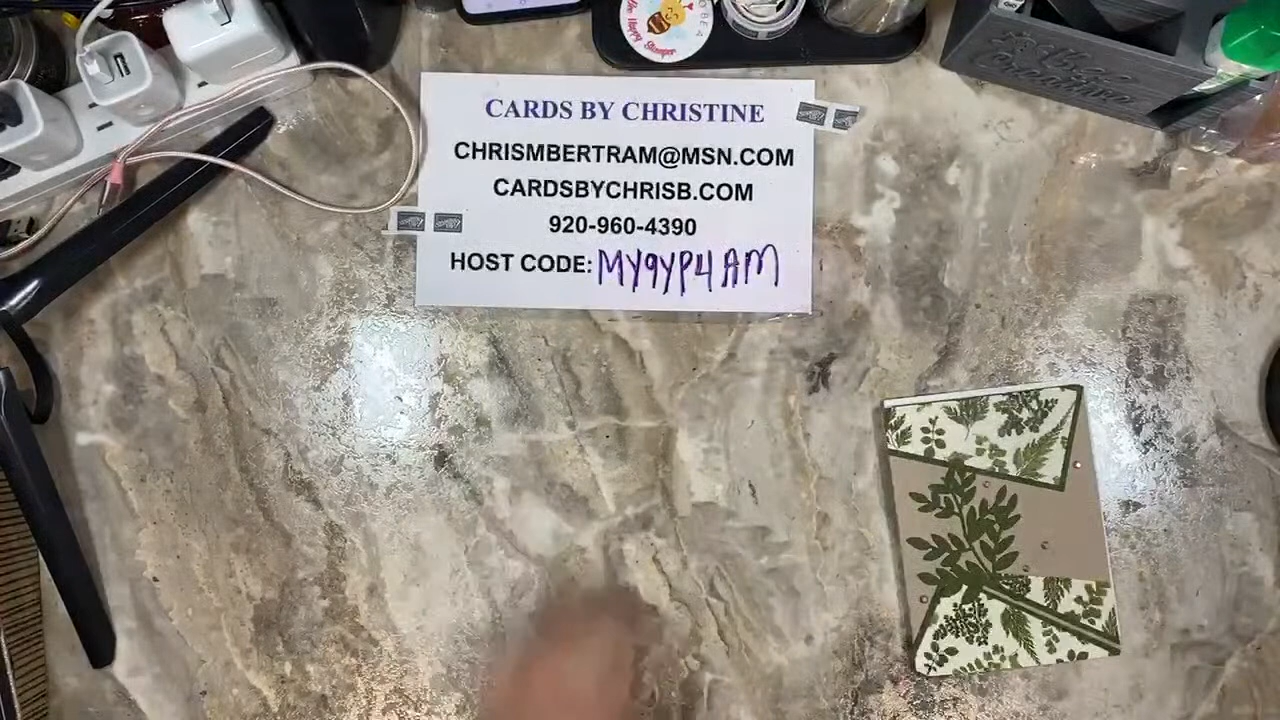 CARDS BY CHRISTINE
CHRISMBERTRAM@MSN.COM
CARDSBYCHRISB.COM
920-960-4390
HOST CODE: MY9YP4AM